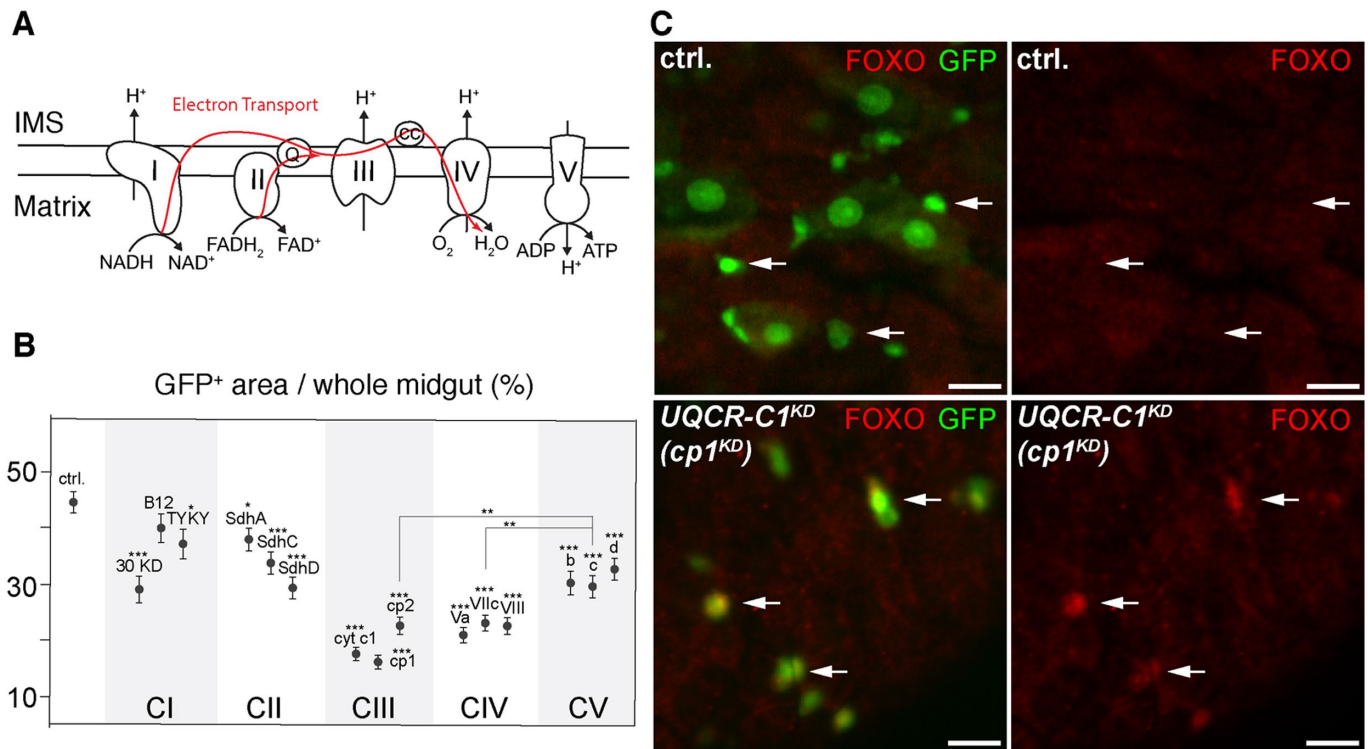 A
H⁺
H⁺
H⁺
Electron Transport
IMS
CC
Q
I
II
III
IV
V
Matrix
NADH
NAD⁺
FADH₂
FAD⁺
O₂
H₂O
ADP
ATP
H⁺
B
GFP⁺ area / whole midgut (%)
50
30
10
ctrl.
B12
*
TYKY
***
30 KD
*
SdhA
***
SdhC
***
SdhD
***
cyt c1
***
cp1
***
cp2
***
Va
***
VIIc
***
VIII
**
**
***
b
***
c
***
d
CI
CII
CIII
CIV
CV
C
ctrl.
FOXO GFP
ctrl.
FOXO
UQCR-C1ᴷᴰ
(cp1ᴷᴰ)
FOXO GFP
UQCR-C1ᴷᴰ
(cp1ᴷᴰ)
FOXO